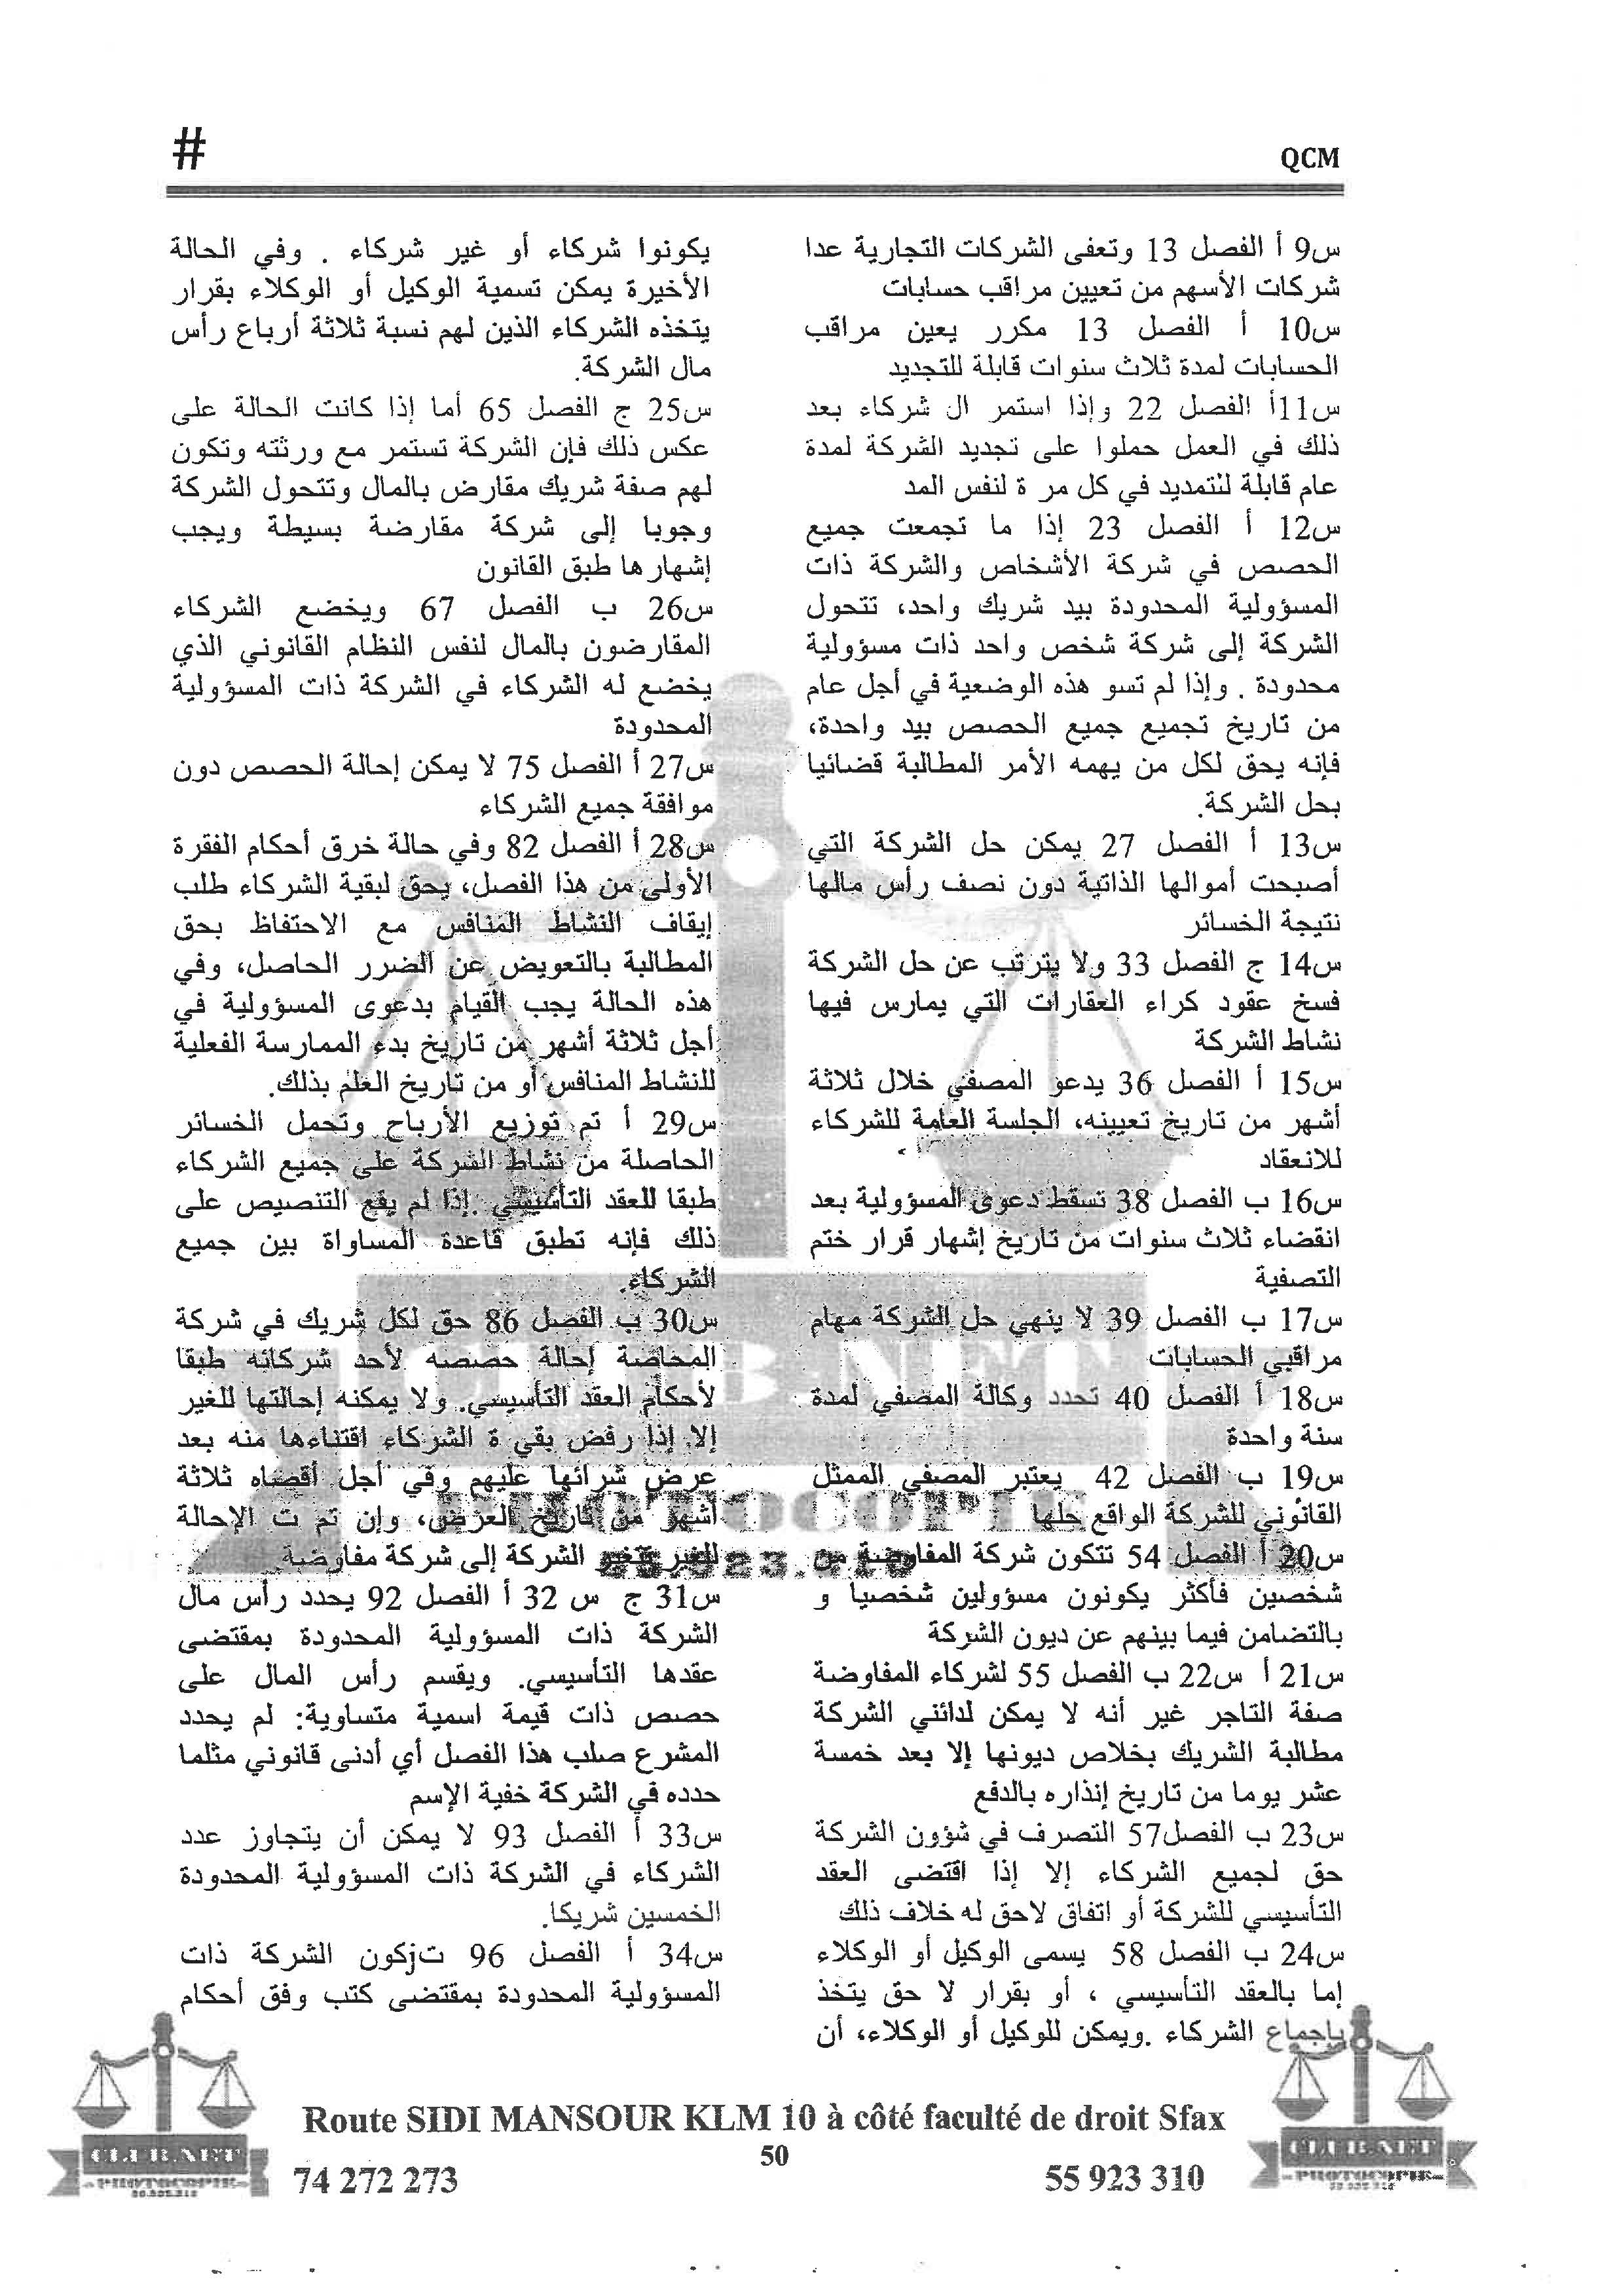 #
QCM
س9 أ الفصل 13 وتعفى الشركات التجارية عدا
شركات الأسهم من تعيين مراقب حسابات
س10 أ الفصل 13 مكرر يعين مراقب
الحسابات لمدة ثلاث سنوات قابلة للتجديد
س11أ الفصل 22 وإذا استمر ال شركاء بعد
ذلك في العمل حملوا على تجديد الشركة لمدة
عام قابلة للتمديد في كل مر ة لنفس المد
س12 أ الفصل 23 إذا ما تجمعت جميع
الحصص في شركة الأشخاص والشركة ذات
المسؤولية المحدودة بيد شريك واحد، تتحول
الشركة إلى شركة شخص واحد ذات مسؤولية
محدودة . وإذا لم تسو هذه الوضعية في أجل عام
من تاريخ تجميع جميع الحصص بيد واحدة،
فإنه يحق لكل من يهمه الأمر المطالبة قضائيا
بحل الشركة.
س13 أ الفصل 27 يمكن حل الشركة التي
أصبحت أموالها الذاتية دون نصف رأس مالها
نتيجة الخسائر
س14 ج الفصل 33 ولا يترتب عن حل الشركة
فسخ عقود كراء العقارات التي يمارس فيها
نشاط الشركة
س15 أ الفصل 36 يدعو المصفي خلال ثلاثة
أشهر من تاريخ تعيينه، الجلسة العامة للشركاء
للانعقاد
س16 ب الفصل 38 تسقط دعوى المسؤولية بعد
انقضاء ثلاث سنوات من تاريخ إشهار قرار ختم
التصفية
س17 ب الفصل 39 لا ينهي حل الشركة مهام
مراقبي الحسابات
س18 أ الفصل 40 تحدد وكالة المصفي لمدة
سنة واحدة
س19 ب الفصل 42 يعتبر المصفي الممثل
القانوني للشركة الواقع حلها
س20 أ الفصل 54 تتكون شركة المفاوضة من
شخصين فأكثر يكونون مسؤولين شخصيا و
بالتضامن فيما بينهم عن ديون الشركة
س21 أ س22 ب الفصل 55 لشركاء المفاوضة
صفة التاجر غير أنه لا يمكن لدائني الشركة
مطالبة الشريك بخلاص ديونها إلا بعد خمسة
عشر يوما من تاريخ إنذاره بالدفع
س23 ب الفصل57 التصرف في شؤون الشركة
حق لجميع الشركاء إلا إذا اقتضى العقد
التأسيسي للشركة أو اتفاق لاحق له خلاف ذلك
س24 ب الفصل 58 يسمى الوكيل أو الوكلاء
إما بالعقد التأسيسي ، أو بقرار لا حق يتخذ
بإجماع الشركاء .ويمكن للوكيل أو الوكلاء، أن
يكونوا شركاء أو غير شركاء . وفي الحالة
الأخيرة يمكن تسمية الوكيل أو الوكلاء بقرار
يتخذه الشركاء الذين لهم نسبة ثلاثة أرباع رأس
مال الشركة.
س25 ج الفصل 65 أما إذا كانت الحالة على
عكس ذلك فإن الشركة تستمر مع ورثته وتكون
لهم صفة شريك مقارض بالمال وتتحول الشركة
وجوبا إلى شركة مقارضة بسيطة ويجب
إشهارها طبق القانون
س26 ب الفصل 67 ويخضع الشركاء
المقارضون بالمال لنفس النظام القانوني الذي
يخضع له الشركاء في الشركة ذات المسؤولية
المحدودة
س27 أ الفصل 75 لا يمكن إحالة الحصص دون
موافقة جميع الشركاء
س28 أ الفصل 82 وفي حالة خرق أحكام الفقرة
الأولى من هذا الفصل، يحق لبقية الشركاء طلب
إيقاف النشاط المنافس مع الاحتفاظ بحق
المطالبة بالتعويض عن الضرر الحاصل، وفي
هذه الحالة يجب القيام بدعوى المسؤولية في
أجل ثلاثة أشهر من تاريخ بدء الممارسة الفعلية
للنشاط المنافس أو من تاريخ العلم بذلك.
س29 أ تم توزيع الأرباح وتحمل الخسائر
الحاصلة من نشاط الشركة على جميع الشركاء
طبقا للعقد التأسيسي .إذا لم يقع التنصيص على
ذلك فإنه تطبق قاعدة المساواة بين جميع
الشركاء.
س30 ب الفصل 86 حق لكل شريك في شركة
المحاصة إحالة حصصه لأحد شركائه طبقا
لأحكام العقد التأسيسي. ولا يمكنه إحالتها للغير
إلا إذا رفض بقي ة الشركاء اقتناءها منه بعد
عرض شرائها عليهم وفي أجل أقصاه ثلاثة
أشهر من تاريخ العرض، وإن تم ت الإحالة
للغير تتغير الشركة إلى شركة مفاوضة
س31 ج س 32 أ الفصل 92 يحدد رأس مال
الشركة ذات المسؤولية المحدودة بمقتضى
عقدها التأسيسي. ويقسم رأس المال على
حصص ذات قيمة اسمية متساوية: لم يحدد
المشرع صلب هذا الفصل أي أدنى قانوني مثلما
حدده في الشركة خفية الإسم
س33 أ الفصل 93 لا يمكن أن يتجاوز عدد
الشركاء في الشركة ذات المسؤولية المحدودة
الخمسين شريكا.
س34 أ الفصل 96 تزكون الشركة ذات
المسؤولية المحدودة بمقتضى كتب وفق أحكام
Route SIDI MANSOUR KLM 10 à côté faculté de droit Sfax
50
74 272 273
55 923 310
CLUB.NET
PHOTOCOPIE
CLUB.NET
PHOTOCOPIE